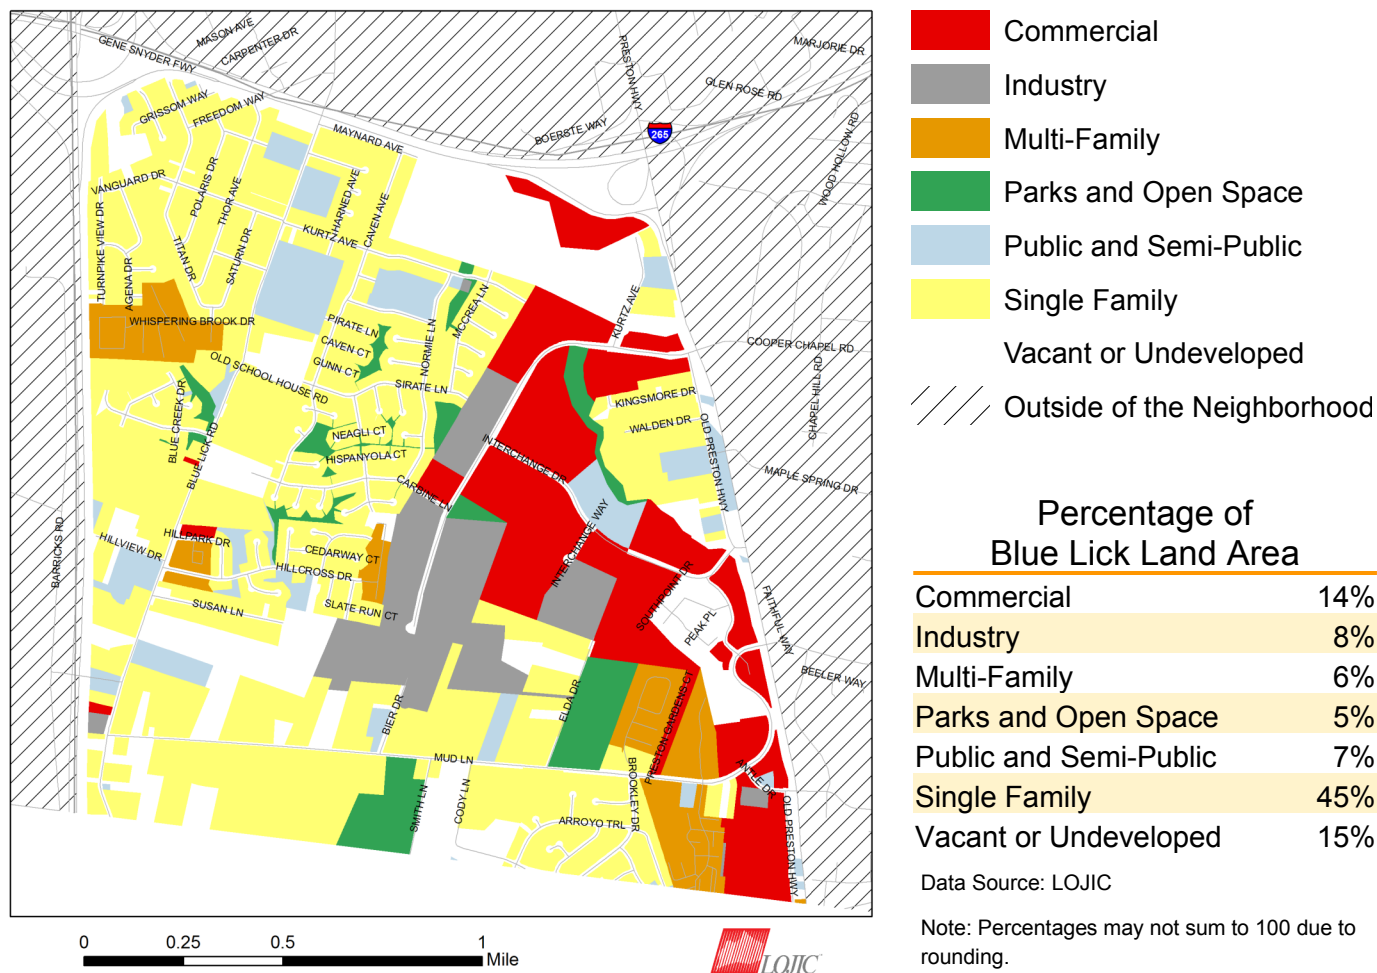 MASON AVE
CARPENTER DR
GENE SNYDER FWY
PRESTON HWY
MARJORIE DR
GLEN ROSE RD
GRISSOM WAY
FREEDOM WAY
MAYNARD AVE
BOERSTE WAY
265
WOOD HOLLOW RD
VANGUARD DR
POLARIS DR
THOR AVE
HARNED AVE
CAVEN AVE
KURTZ AVE
TURNPIKE VIEW DR
AGENA DR
TITAN DR
SATURN DR
MCCREA LN
KURTZ AVE
WHISPERING BROOK DR
PIRATE LN
CAVEN CT
GUNN CT
NORMIE LN
COOPER CHAPEL RD
OLD SCHOOL HOUSE RD
SIRATE LN
CHAPEL HILL RD
BLUE CREEK DR
BLUE LICK RD
NEAGLI CT
HISPANYOLA CT
KINGSMORE DR
WALDEN DR
OLD PRESTON HWY
INTERCHANGE DR
CARBINE LN
MAPLE SPRING DR
BARRICKS RD
HILLVIEW DR
HILLPARK DR
CEDARWAY CT
HILLCROSS DR
INTERCHANGE WAY
SUSAN LN
SLATE RUN CT
SOUTHPOINT DR
PEAK PL
FAITHFUL WAY
BEELER WAY
BIER DR
ELDA DR
PRESTON GARDENS CT
MUD LN
ANTLE DR
SMITH LN
CODY LN
BROOKLEY DR
ARROYO TRL
OLD PRESTON HWY
0 0.25 0.5 1
Mile
LOJIC
Commercial
Industry
Multi-Family
Parks and Open Space
Public and Semi-Public
Single Family
Vacant or Undeveloped
Outside of the Neighborhood
Percentage of
Blue Lick Land Area
Commercial 14%
Industry 8%
Multi-Family 6%
Parks and Open Space 5%
Public and Semi-Public 7%
Single Family 45%
Vacant or Undeveloped 15%
Data Source: LOJIC
Note: Percentages may not sum to 100 due to
rounding.